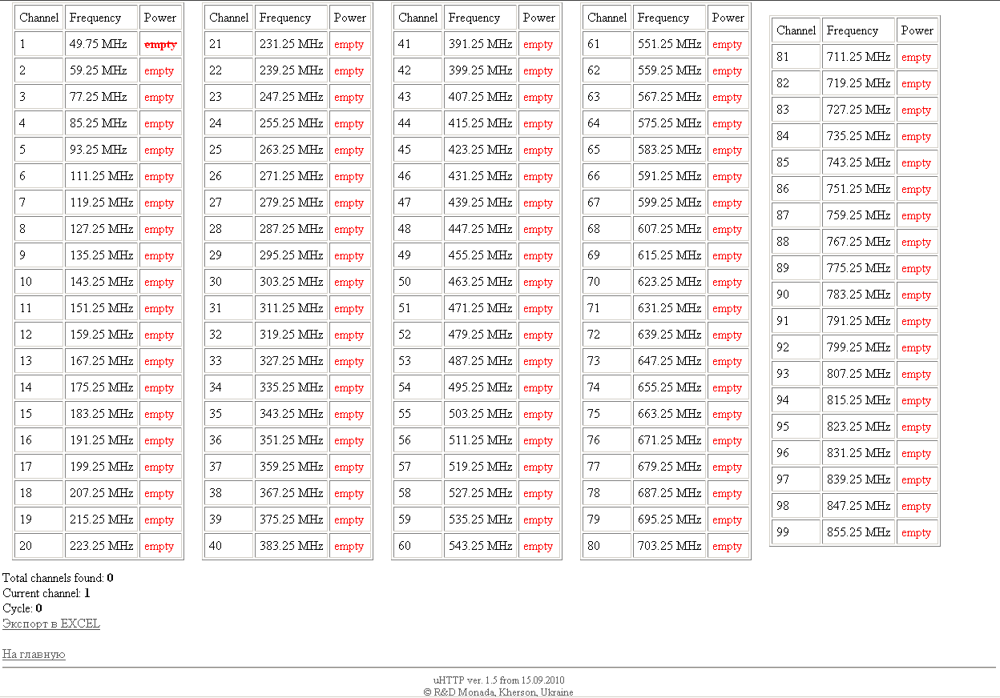 Channel Frequency Power
1 49.75 MHz empty
2 59.25 MHz empty
3 77.25 MHz empty
4 85.25 MHz empty
5 93.25 MHz empty
6 111.25 MHz empty
7 119.25 MHz empty
8 127.25 MHz empty
9 135.25 MHz empty
10 143.25 MHz empty
11 151.25 MHz empty
12 159.25 MHz empty
13 167.25 MHz empty
14 175.25 MHz empty
15 183.25 MHz empty
16 191.25 MHz empty
17 199.25 MHz empty
18 207.25 MHz empty
19 215.25 MHz empty
20 223.25 MHz empty
Channel Frequency Power
21 231.25 MHz empty
22 239.25 MHz empty
23 247.25 MHz empty
24 255.25 MHz empty
25 263.25 MHz empty
26 271.25 MHz empty
27 279.25 MHz empty
28 287.25 MHz empty
29 295.25 MHz empty
30 303.25 MHz empty
31 311.25 MHz empty
32 319.25 MHz empty
33 327.25 MHz empty
34 335.25 MHz empty
35 343.25 MHz empty
36 351.25 MHz empty
37 359.25 MHz empty
38 367.25 MHz empty
39 375.25 MHz empty
40 383.25 MHz empty
Channel Frequency Power
41 391.25 MHz empty
42 399.25 MHz empty
43 407.25 MHz empty
44 415.25 MHz empty
45 423.25 MHz empty
46 431.25 MHz empty
47 439.25 MHz empty
48 447.25 MHz empty
49 455.25 MHz empty
50 463.25 MHz empty
51 471.25 MHz empty
52 479.25 MHz empty
53 487.25 MHz empty
54 495.25 MHz empty
55 503.25 MHz empty
56 511.25 MHz empty
57 519.25 MHz empty
58 527.25 MHz empty
59 535.25 MHz empty
60 543.25 MHz empty
Channel Frequency Power
61 551.25 MHz empty
62 559.25 MHz empty
63 567.25 MHz empty
64 575.25 MHz empty
65 583.25 MHz empty
66 591.25 MHz empty
67 599.25 MHz empty
68 607.25 MHz empty
69 615.25 MHz empty
70 623.25 MHz empty
71 631.25 MHz empty
72 639.25 MHz empty
73 647.25 MHz empty
74 655.25 MHz empty
75 663.25 MHz empty
76 671.25 MHz empty
77 679.25 MHz empty
78 687.25 MHz empty
79 695.25 MHz empty
80 703.25 MHz empty
Channel Frequency Power
81 711.25 MHz empty
82 719.25 MHz empty
83 727.25 MHz empty
84 735.25 MHz empty
85 743.25 MHz empty
86 751.25 MHz empty
87 759.25 MHz empty
88 767.25 MHz empty
89 775.25 MHz empty
90 783.25 MHz empty
91 791.25 MHz empty
92 799.25 MHz empty
93 807.25 MHz empty
94 815.25 MHz empty
95 823.25 MHz empty
96 831.25 MHz empty
97 839.25 MHz empty
98 847.25 MHz empty
99 855.25 MHz empty
Total channels found: 0
Current channel: 1
Cycle: 0
Экспорт в EXCEL
На главную
uHTTP ver. 1.5 from 15.09.2010
© R&D Monada, Kherson, Ukraine